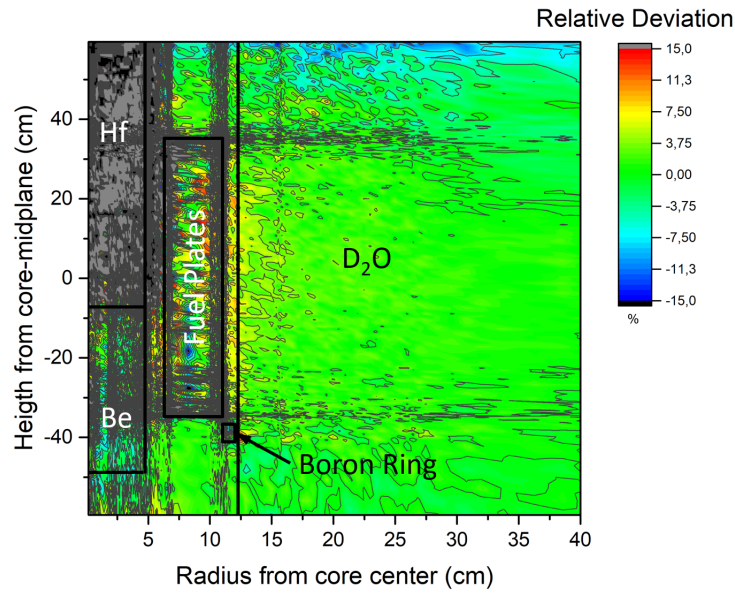 Relative Deviation
15,0
11,3
7,50
3,75
0,00
-3,75
-7,50
-11,3
-15,0
%
Heigth from core-midplane (cm)
40
20
0
-20
-40
Hf
Be
Fuel Plates
D₂O
Boron Ring
5
10
15
20
25
30
35
40
Radius from core center (cm)